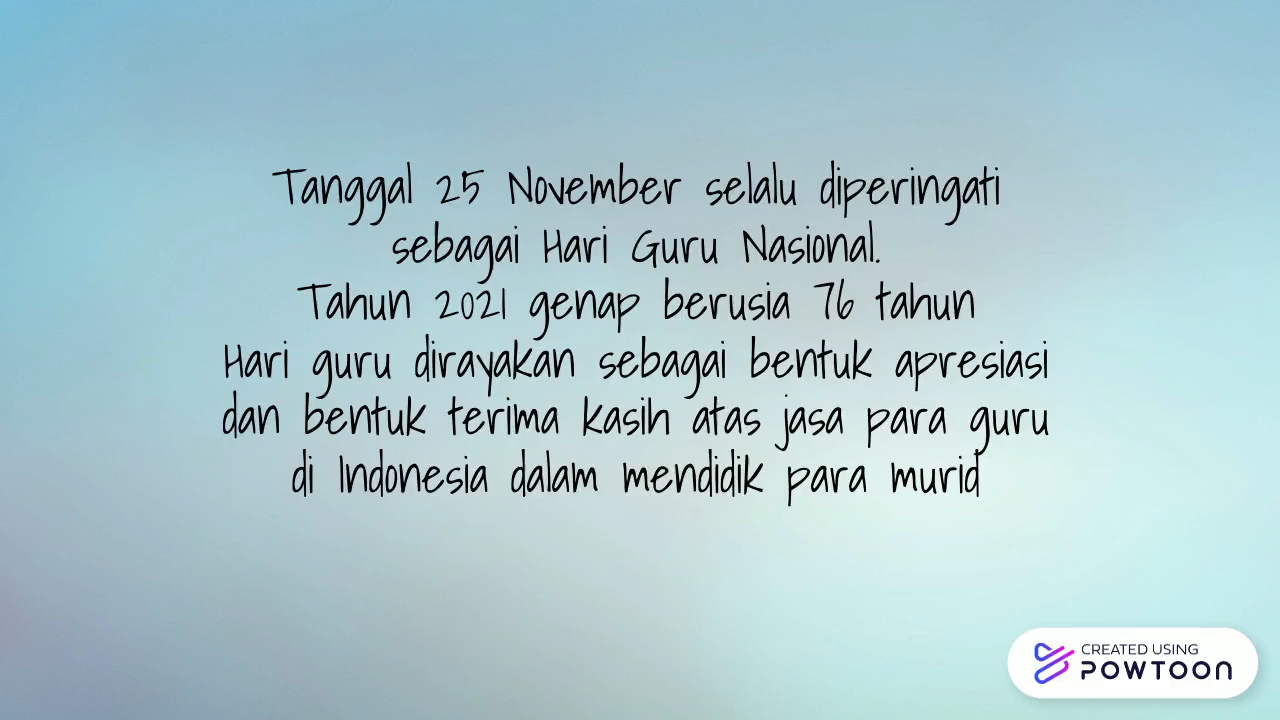 Tanggal 25 November selalu diperingati
sebagai Hari Guru Nasional.
Tahun 2021 genap berusia 76 tahun
Hari guru dirayakan sebagai bentuk apresiasi
dan bentuk terima kasih atas jasa para guru
di Indonesia dalam mendidik para murid
CREATED USING
POWTOON